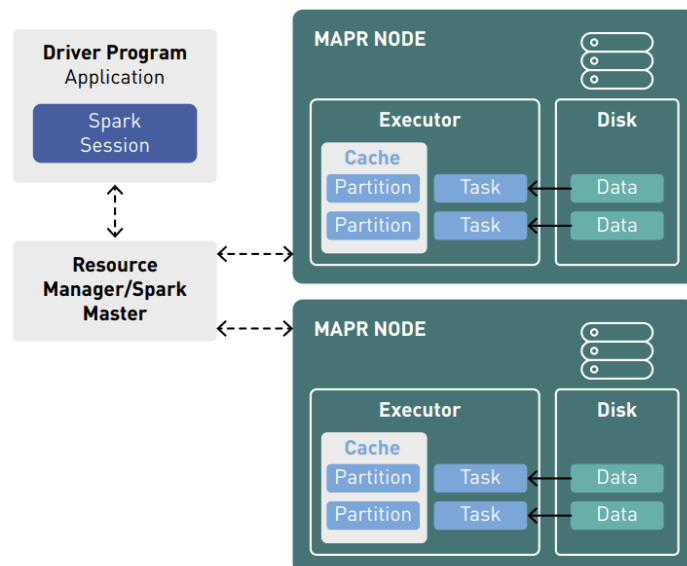 Driver Program
Application
Spark
Session
Resource
Manager/Spark
Master
MAPR NODE
Executor
Disk
Cache
Partition
Task
Data
Partition
Task
Data
MAPR NODE
Executor
Disk
Cache
Partition
Task
Data
Partition
Task
Data